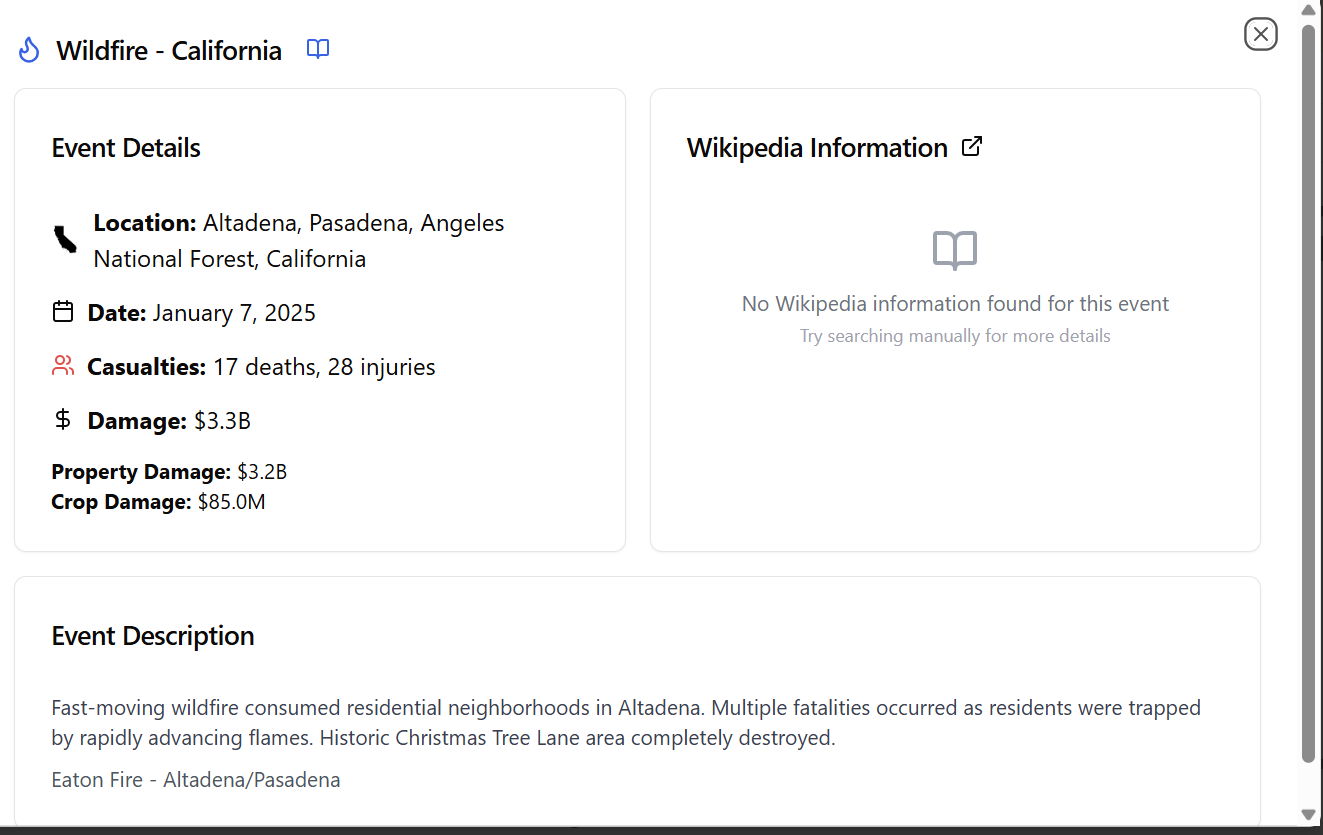 Wildfire - California
Event Details
Location: Altadena, Pasadena, Angeles
National Forest, California
Date: January 7, 2025
Casualties: 17 deaths, 28 injuries
Damage: $3.3B
Property Damage: $3.2B
Crop Damage: $85.0M
Wikipedia Information
No Wikipedia information found for this event
Try searching manually for more details
Event Description
Fast-moving wildfire consumed residential neighborhoods in Altadena. Multiple fatalities occurred as residents were trapped
by rapidly advancing flames. Historic Christmas Tree Lane area completely destroyed.
Eaton Fire - Altadena/Pasadena